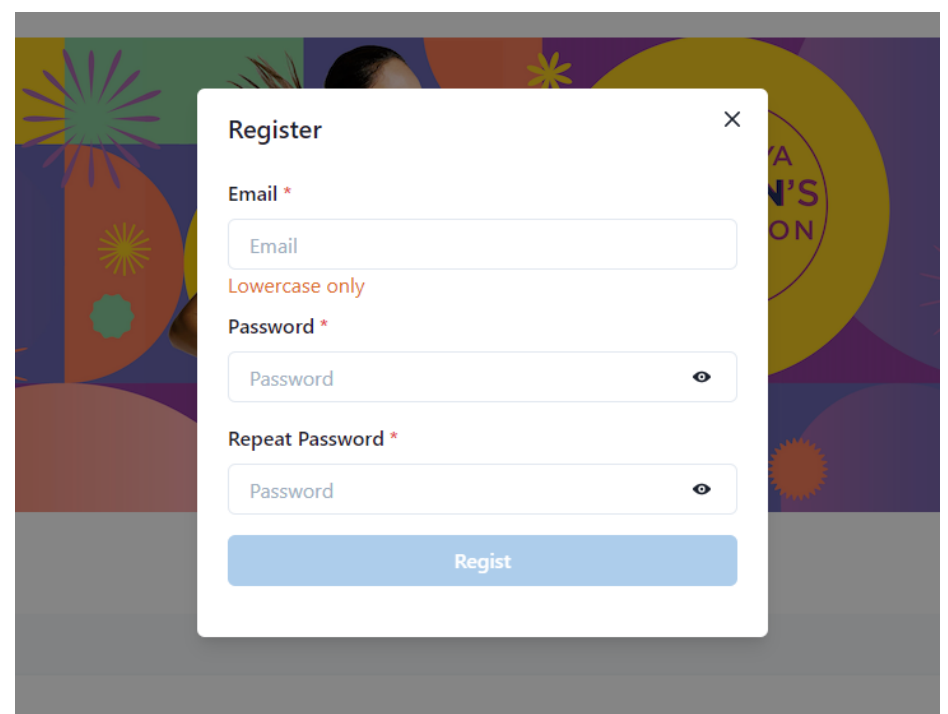 Register
Email *
Email
Lowercase only
Password *
Password
Repeat Password *
Password
Regist